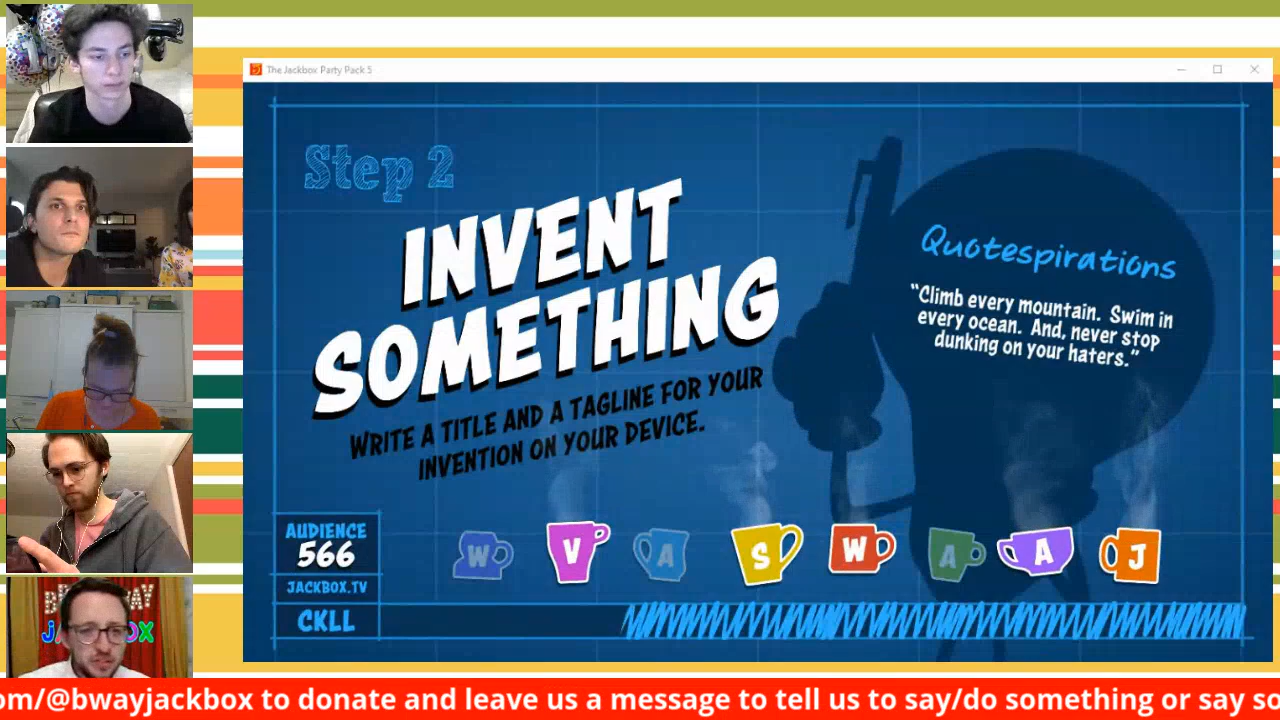 The Jackbox Party Pack 5
Step 2
INVENT
SOMETHING
WRITE A TITLE AND A TAGLINE FOR YOUR
INVENTION ON YOUR DEVICE.
Quotespirations
“Climb every mountain. Swim in
every ocean. And, never stop
dunking on your haters.”
AUDIENCE
566
JACKBOX.TV
CKLL
W V A S W A A J
om/@bwayjackbox to donate and leave us a message to tell us to say/do something or say so